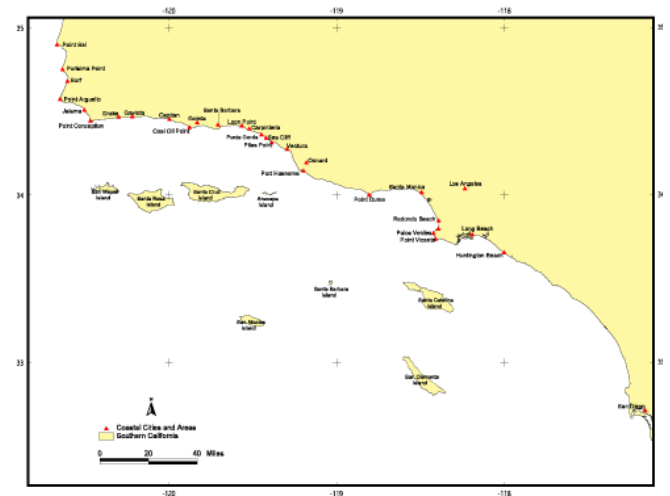 -120
-119
-118
35
35
Point Sal
Purisima Point
Surf
Point Arguello
Jalama
Point Conception
Drake
Gaviota
Capitan
Coal Oil Point
Goleta
Santa Barbara
Loon Point
Carpinteria
Punta Gorda
Sea Cliff
Pitas Point
Ventura
Oxnard
Port Hueneme
34
34
San Miguel
Island
Santa Rosa
Island
Santa Cruz
Island
Anacapa
Island
Point Dume
Santa Monica
Los Angeles
Redondo Beach
Palos Verdes
Point Vicente
Long Beach
Huntington Beach
Santa Barbara
Island
San Nicolas
Island
Santa Catalina
Island
33
33
San Clemente
Island
San Diego
N
Coastal Cities and Areas
Southern California
0 20 40 Miles
-120
-119
-118